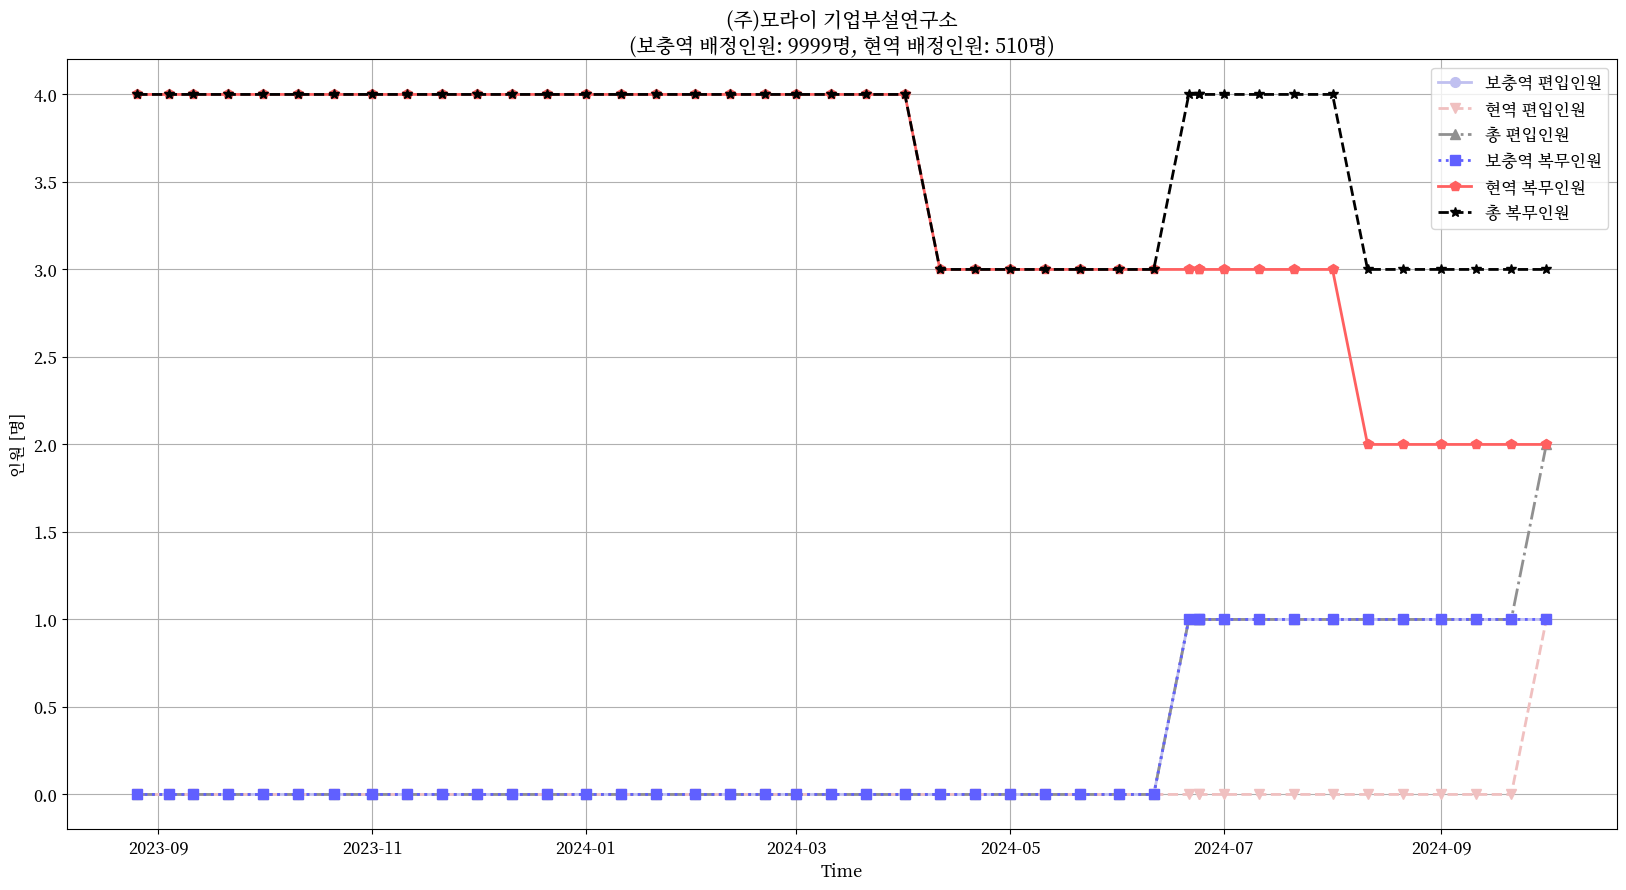 (주)모라이 기업부설연구소
(보충역 배정인원: 9999명, 현역 배정인원: 510명)
보충역 편입인원
현역 편입인원
총 편입인원
보충역 복무인원
현역 복무인원
총 복무인원
인원 [명]
4.0
3.5
3.0
2.5
2.0
1.5
1.0
0.5
0.0
2023-09 2023-11 2024-01 2024-03 2024-05 2024-07 2024-09
Time